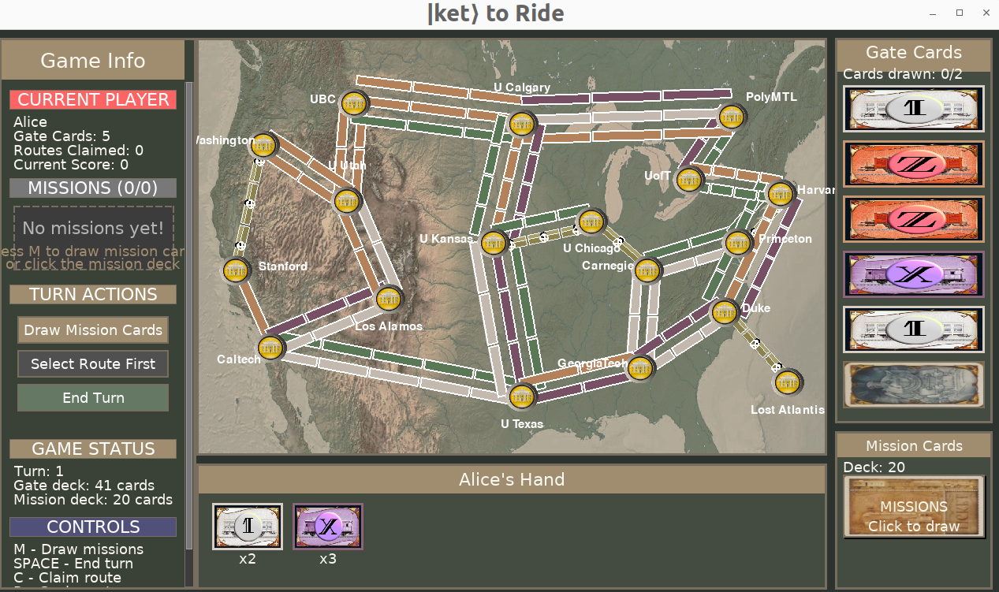 |ket⟩ to Ride
Game Info
CURRENT PLAYER
Alice
Gate Cards: 5
Routes Claimed: 0
Current Score: 0
MISSIONS (0/0)
No missions yet!
ess M to draw mission car
or click the mission deck
TURN ACTIONS
Draw Mission Cards
Select Route First
End Turn
GAME STATUS
Turn: 1
Gate deck: 41 cards
Mission deck: 20 cards
CONTROLS
M - Draw missions
SPACE - End turn
C - Claim route
UBC
U Calgary
PolyMTL
Washington
U Utah
UofT
Harvar
U Kansas
U Chicago
Princeton
Stanford
Carnegie
Los Alamos
Duke
Caltech
GeorgiaTech
Lost Atlantis
U Texas
Alice's Hand
1
X
x2
x3
Gate Cards
Cards drawn: 0/2
1
Z
Z
X
1
Mission Cards
Deck: 20
MISSIONS
Click to draw